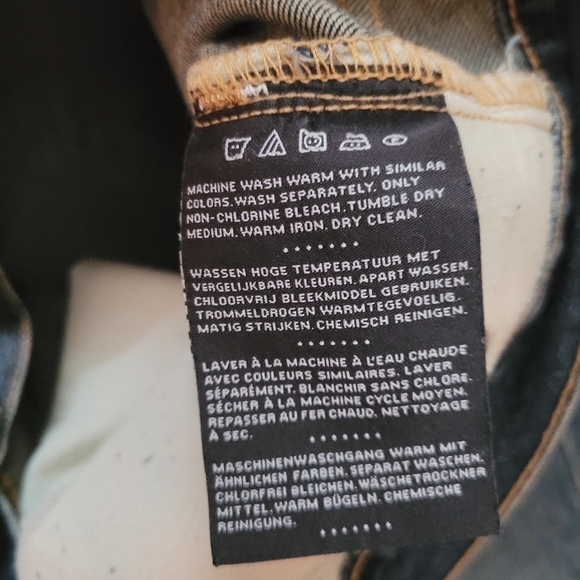 MACHINE WASH WARM WITH SIMILAR
COLORS. WASH SEPARATELY. ONLY
NON-CHLORINE BLEACH. TUMBLE DRY
MEDIUM. WARM IRON. DRY CLEAN.
WASSEN HOGE TEMPERATUUR MET
VERGELIJKBARE KLEUREN. APART WASSEN.
CHLOORVRIJ BLEEKMIDDEL GEBRUIKEN.
TROMMELDROGEN WARMTEGEVOELIG.
MATIG STRIJKEN. CHEMISCH REINIGEN.
LAVER À LA MACHINE À L'EAU CHAUDE
AVEC COULEURS SIMILAIRES. LAVER
SÉPARÉMENT. BLANCHIR SANS CHLORE.
SÉCHER À LA MACHINE CYCLE MOYEN.
REPASSER AU FER CHAUD. NETTOYAGE
À SEC.
MASCHINENWASCHGANG WARM MIT
ÄHNLICHEN FARBEN. SEPARAT WASCHEN.
CHLORFREI BLEICHEN. WÄSCHETROCKNER
MITTEL. WARM BÜGELN. CHEMISCHE
REINIGUNG.